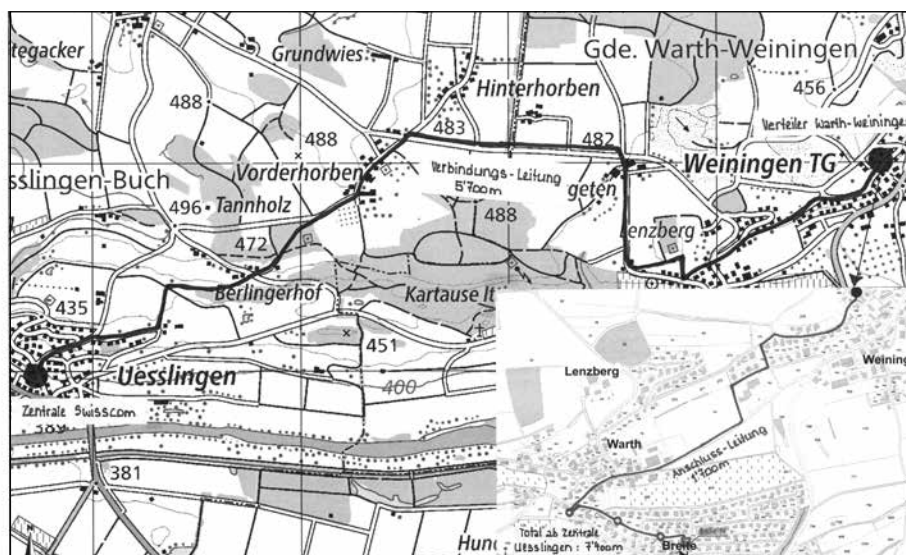 tegacker
Grundwies
Gde. Warth-Weiningen
488
Hinterhorben
456
483
482
Verteiler Warth-Weiningen
488
Vorderhorben
Weiningen TG
Verbindungs-Leitung
5'700m
geten
sslingen-Buch
496
Tannholz
488
Lenzberg
472
435
Berlingerhof
Kartause It
451
400
Uesslingen
Zentrale Swisscom
381
Lenzberg
Weining
Warth
Anschluss-Leitung
1'700m
Total ab Zentrale
Uesslingen : 7'400m
Breite
Hund